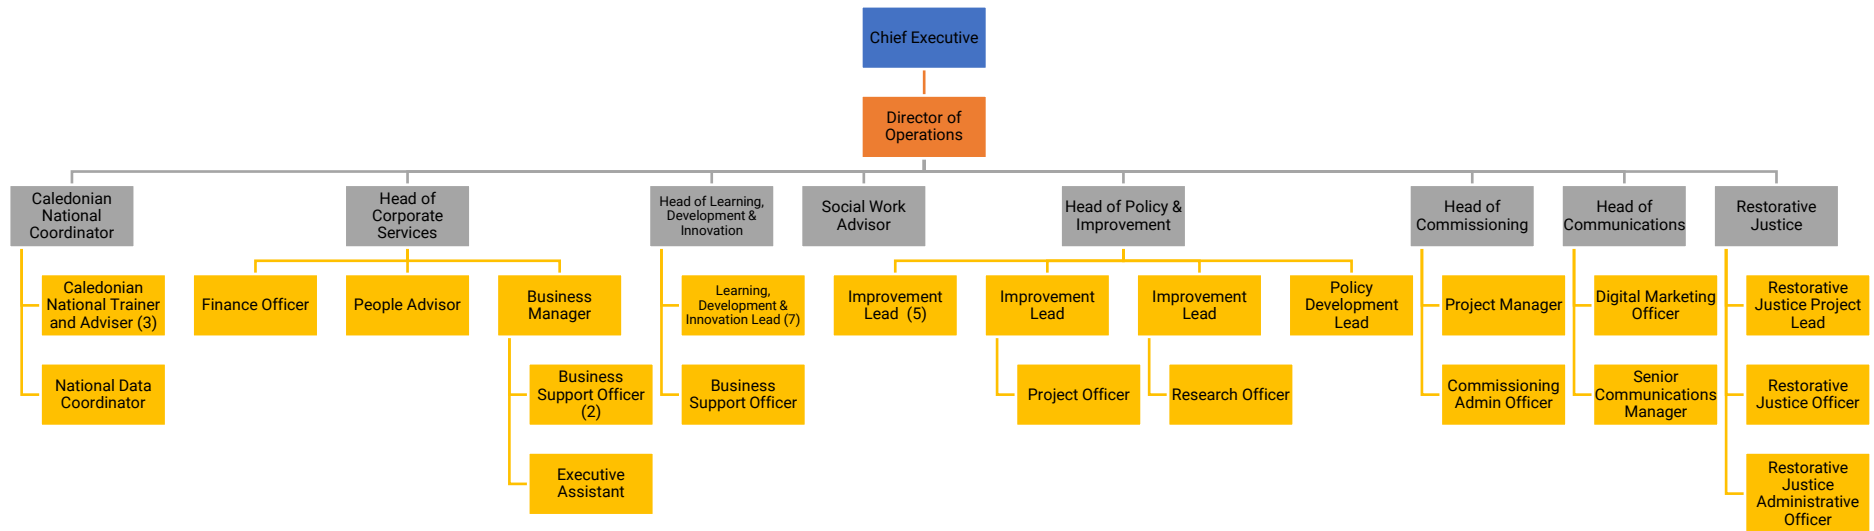 Chief Executive
Director of
Operations
Caledonian
National
Coordinator
Head of
Corporate
Services
Head of Learning,
Development &
Innovation
Social Work
Advisor
Head of Policy &
Improvement
Head of
Commissioning
Head of
Communications
Restorative
Justice
Caledonian
National Trainer
and Adviser (3)
Finance Officer
People Advisor
Business
Manager
Learning,
Development &
Innovation Lead (7)
Improvement
Lead (5)
Improvement
Lead
Improvement
Lead
Policy
Development
Lead
Project Manager
Digital Marketing
Officer
Restorative
Justice Project
Lead
National Data
Coordinator
Business
Support Officer
(2)
Business
Support Officer
Project Officer
Research Officer
Commissioning
Admin Officer
Senior
Communications
Manager
Restorative
Justice Officer
Executive
Assistant
Restorative
Justice
Administrative
Officer